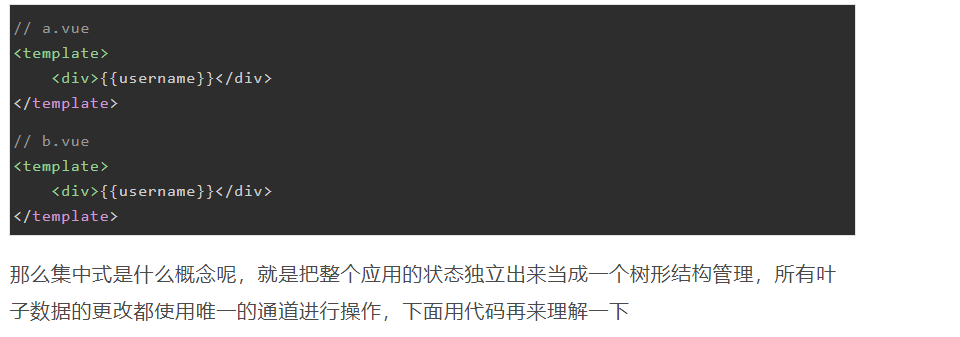 // a.vue
<template>
    <div>{{username}}</div>
</template>
// b.vue
<template>
    <div>{{username}}</div>
</template>
那么集中式是什么概念呢，就是把整个应用的状态独立出来当成一个树形结构管理，所有叶
子数据的更改都使用唯一的通道进行操作，下面用代码再来理解一下